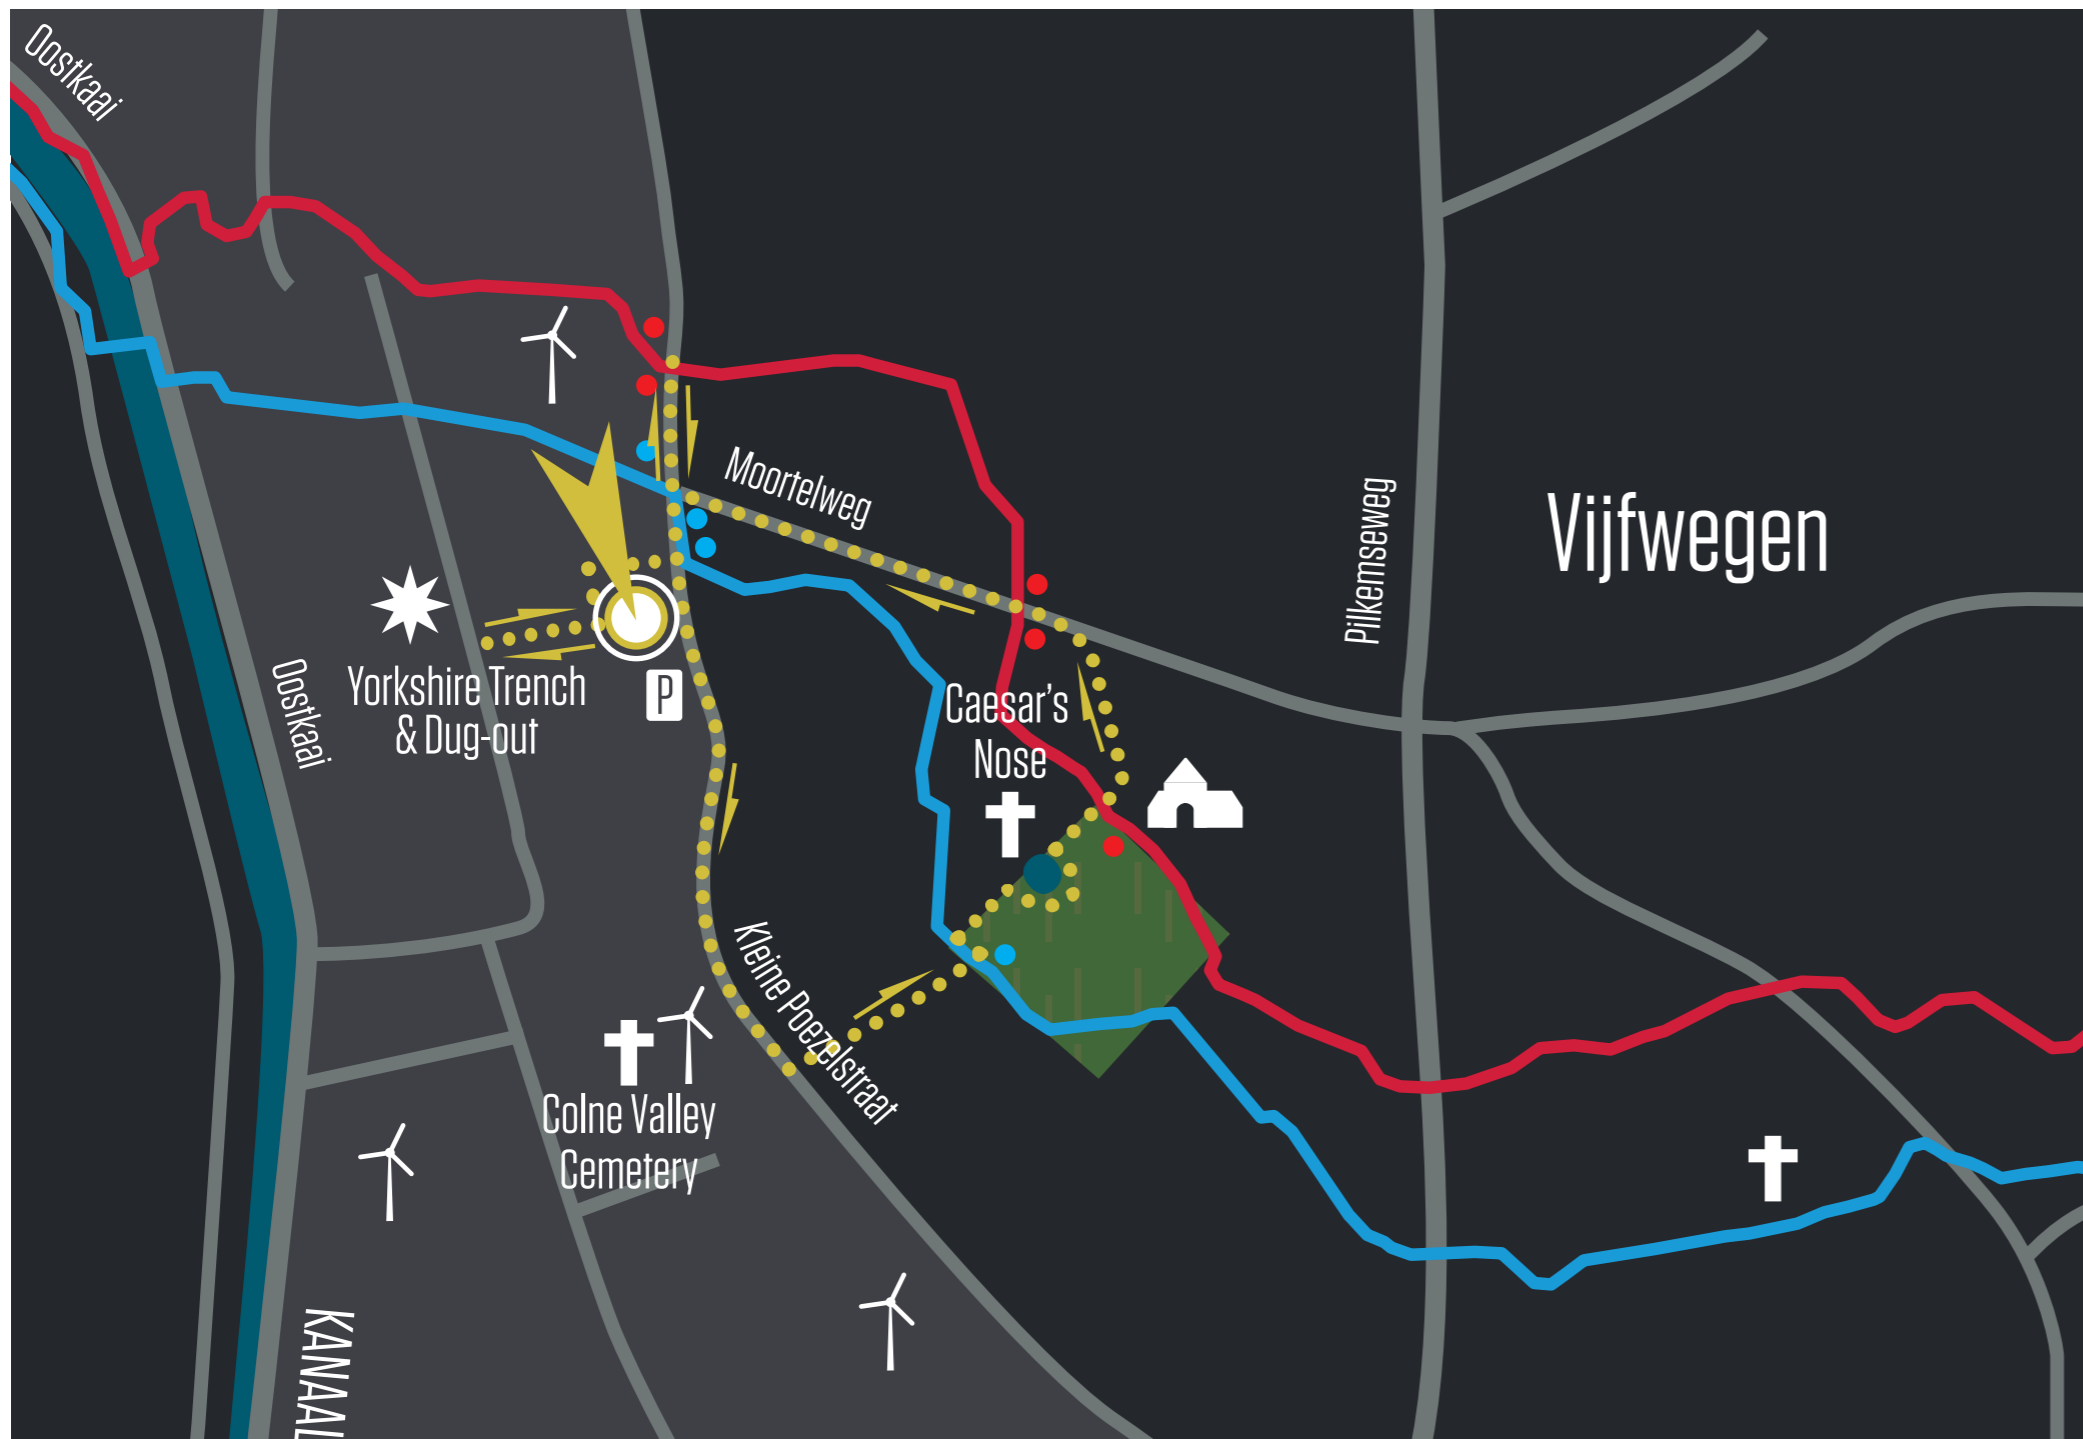 Oostkaai
Moortelweg
Pilkemseweg
Vijfwegen
Oostkaai
Yorkshire Trench
& Dug-out
P
Caesar's
Nose
Kleine Poezelstraat
Colne Valley
Cemetery
KANAAL